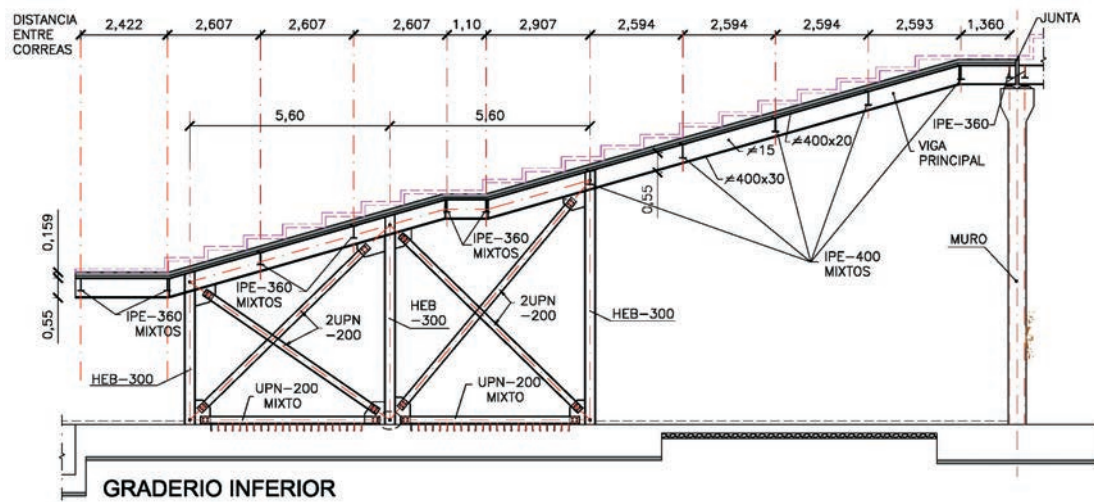 DISTANCIA
ENTRE
CORREAS
2,422
2,607
2,607
2,607
1,10
2,907
2,594
2,594
2,594
2,593
1,360
JUNTA
5,60
5,60
IPE-360
≠400x20
≠15
VIGA
PRINCIPAL
≠400x30
0,55
0,159
0,55
IPE-360
MIXTOS
IPE-400
MIXTOS
MURO
IPE-360
MIXTOS
IPE-360
MIXTOS
2UPN
-200
HEB
-300
2UPN
-200
HEB-300
HEB-300
UPN-200
MIXTO
UPN-200
MIXTO
GRADERIO INFERIOR